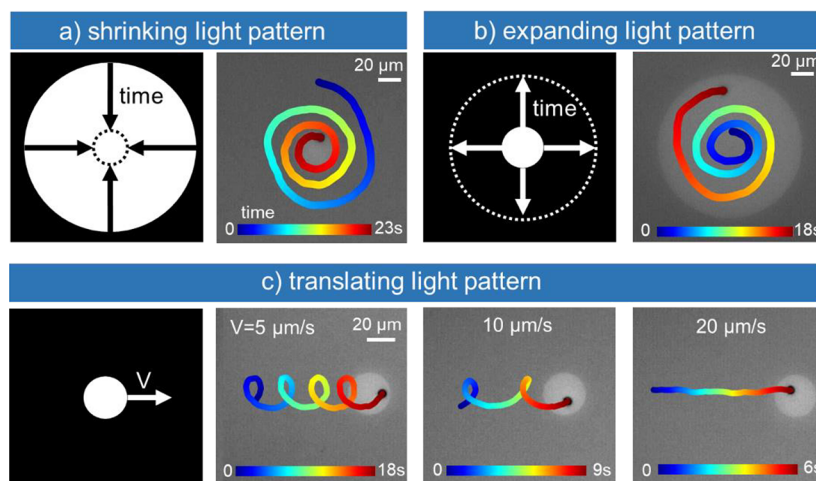 a) shrinking light pattern
b) expanding light pattern
time
20 µm
0
time
23s
time
20 µm
0
18s
c) translating light pattern
V
V=5 µm/s
20 µm
0
18s
10 µm/s
0
9s
20 µm/s
0
6s